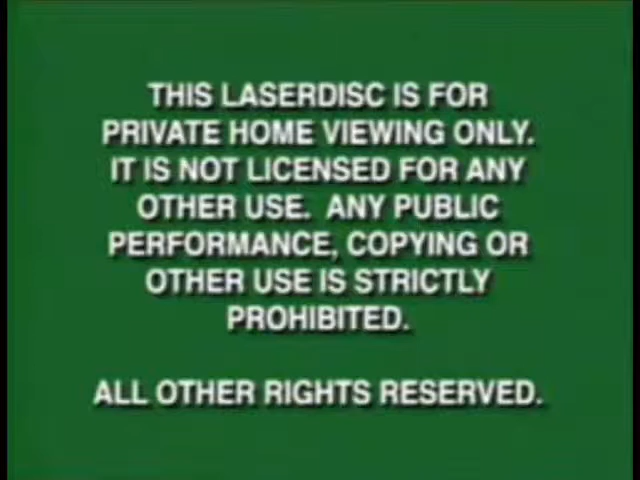 THIS LASERDISC IS FOR
PRIVATE HOME VIEWING ONLY.
IT IS NOT LICENSED FOR ANY
OTHER USE. ANY PUBLIC
PERFORMANCE, COPYING OR
OTHER USE IS STRICTLY
PROHIBITED.
ALL OTHER RIGHTS RESERVED.